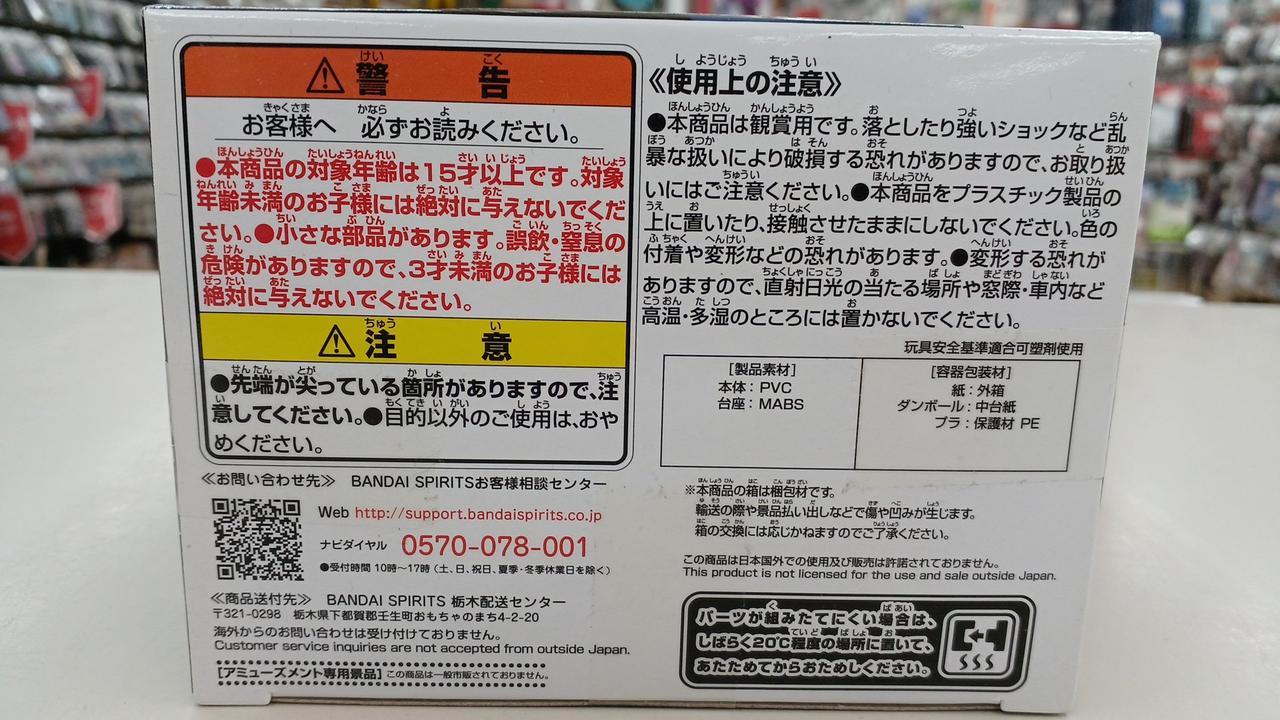 ⚠警告
お客様へ 必ずお読みください。
●本商品の対象年齢は15才以上です。対象
年齢未満のお子様には絶対に与えないでくだ
さい。●小さな部品があります。誤飲・窒息の
危険がありますので、3才未満のお子様には
絶対に与えないでください。
⚠注意
●先端が尖っている箇所がありますので、注
意してください。●目的以外のご使用は、おや
めください。
≪お問い合わせ先≫ BANDAI SPIRITSお客様相談センター
Web http://support.bandaispirits.co.jp
ナビダイヤル 0570-078-001
●受付時間 10時〜17時(土、日、祝日、夏季・冬季休業日を除く)
≪商品送付先≫ BANDAI SPIRITS 栃木配送センター
〒321-0298 栃木県下都賀郡壬生町おもちゃのまち4-2-20
海外からのお問い合わせは受け付けておりません。
Customer service inquiries are not accepted from outside Japan.
[アミューズメント専用景品] この商品は一般市販されておりません。
≪使用上の注意≫
●本商品は観賞用です。落としたり強いショックなど乱
暴な扱いにより破損する恐れがありますので、お取り扱
いにはご注意ください。●本商品をプラスチック製品の
上に置いたり、接触させたままにしないでください。色の
付着や変形などの恐れがあります。●変形する恐れが
ありますので、直射日光の当たる場所や窓際・車内など
高温・多湿のところには置かないでください。
玩具安全基準適合可塑剤使用
[製品素材]
本体:PVC
台座:MABS
[容器包装材]
紙:外箱
ダンボール:中台紙
プラ:保護材 PE
※本商品の箱は梱包材です。
輸送の際や景品払い出しなどで傷や凹みが生じます。
箱の交換には応じかねますのでご了承ください。
この商品は日本国外での使用及び販売は許諾されておりません。
This product is not licensed for the use and sale outside Japan.
パーツが組みたてにくい場合は、
しばらく20℃程度の場所に置いて、
あたためてからおためしください。